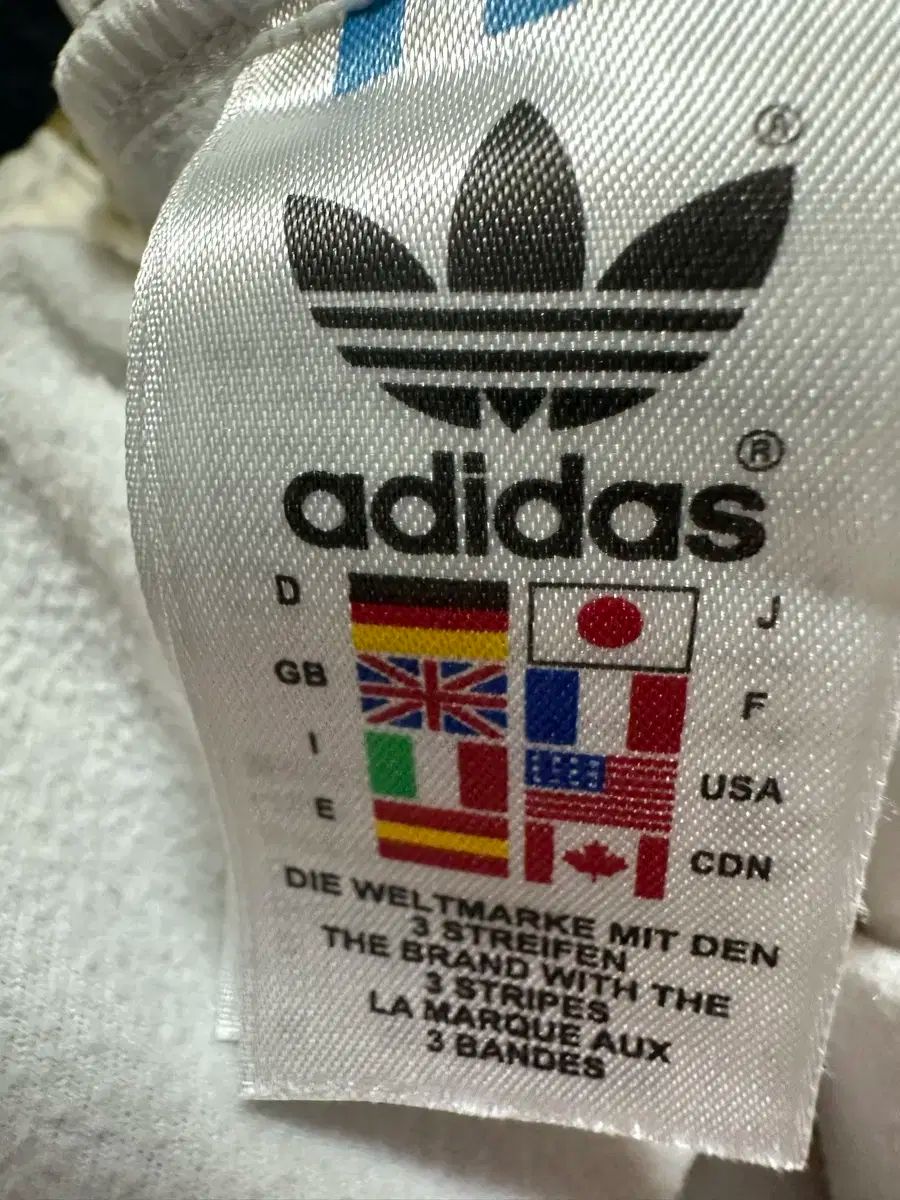 ®
adidas®
D J
GB F
I USA
E CDN
DIE WELTMARKE MIT DEN
3 STREIFEN
THE BRAND WITH THE
3 STRIPES
LA MARQUE AUX
3 BANDES